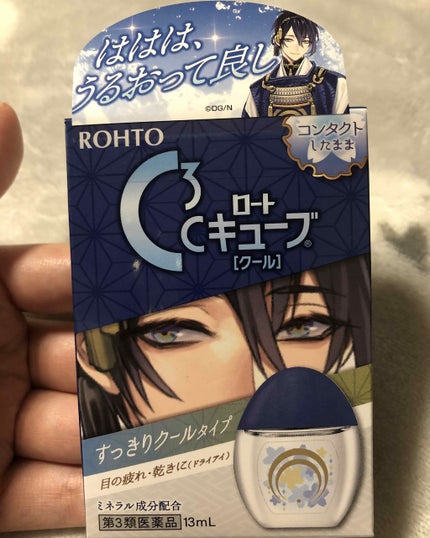 ははは、
うるおって良し
©DG/N
コンタクト
したまま
ROHTO
C³
ロート
Cキューブ®
[クール]
すっきりクールタイプ
目の疲れ・乾きに(ドライアイ)
ミネラル成分配合
第3類医薬品 13mL